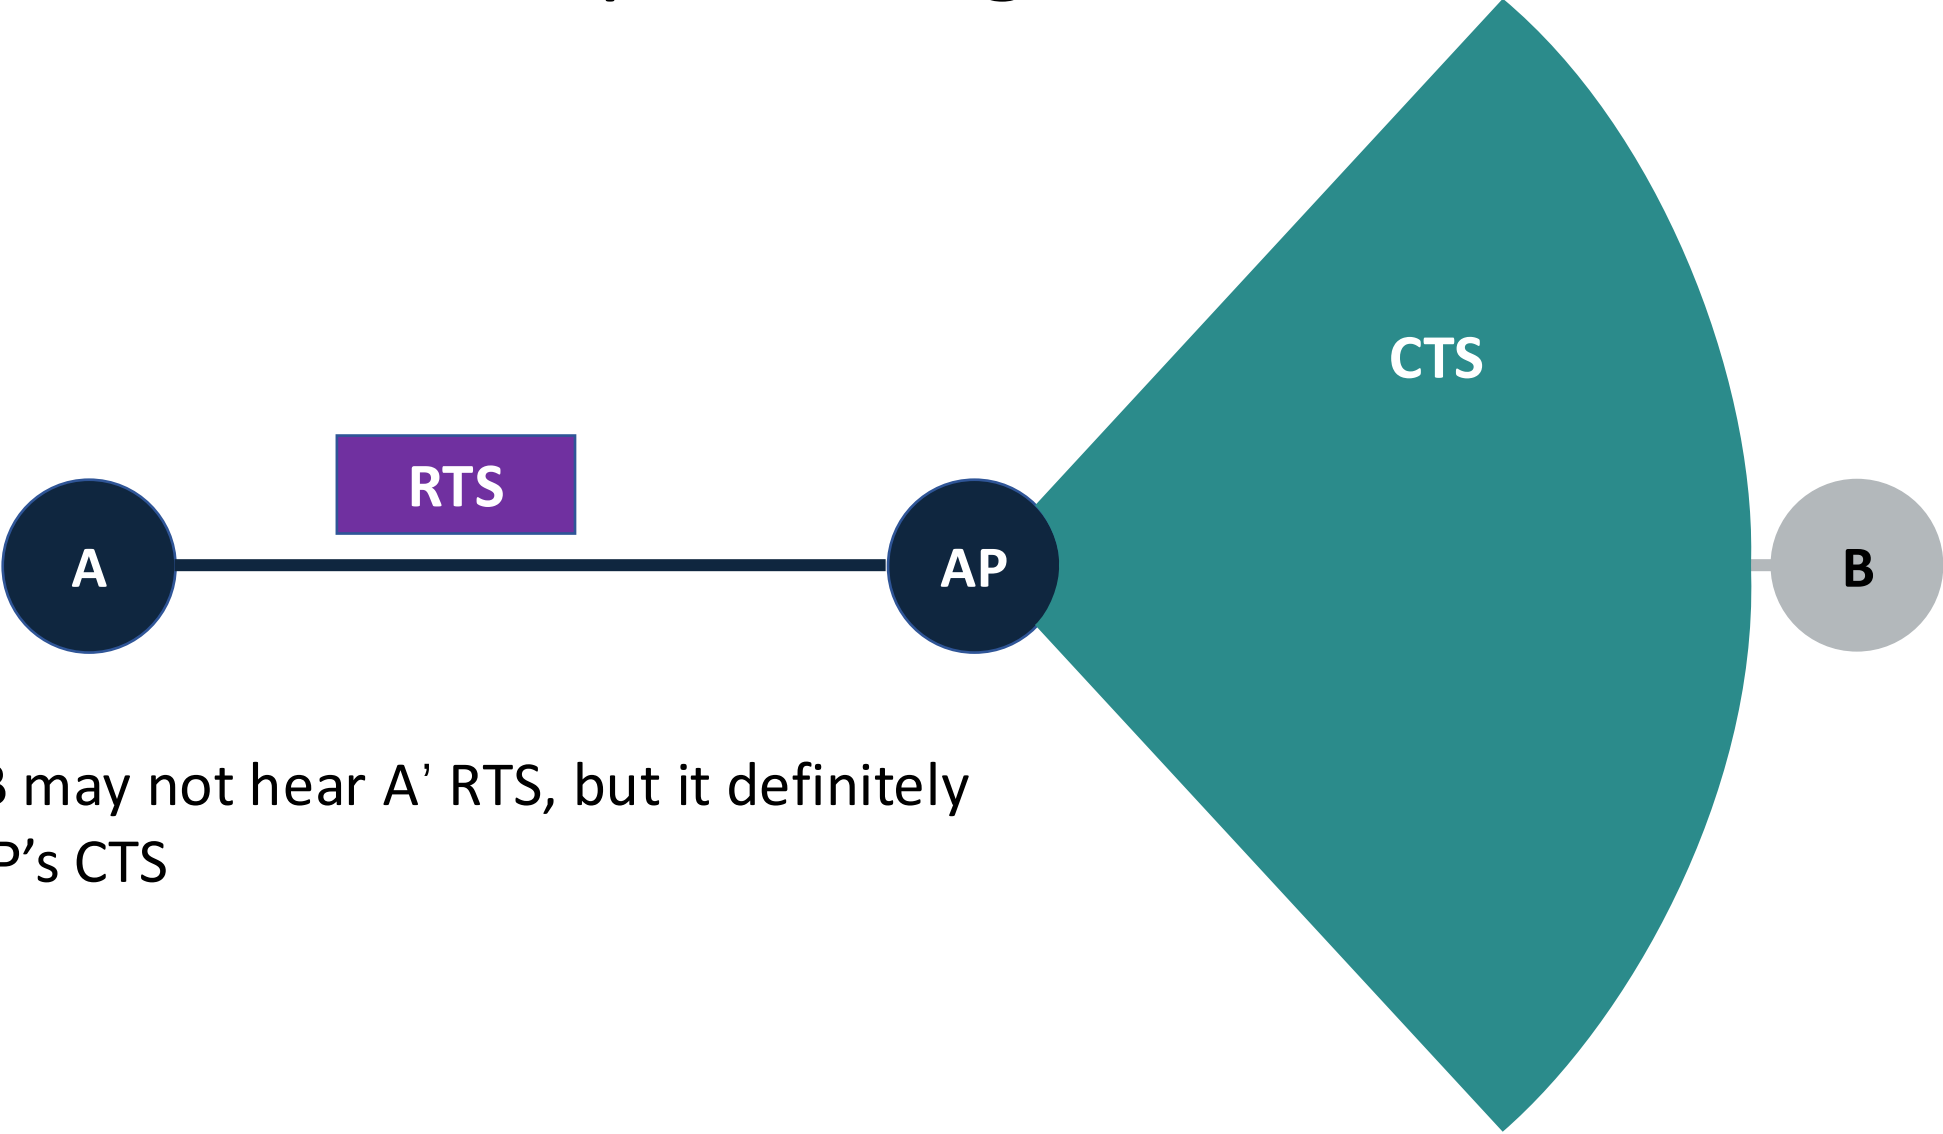 CTS
RTS
A
AP
B
B may not hear A’ RTS, but it definitely
P’s CTS